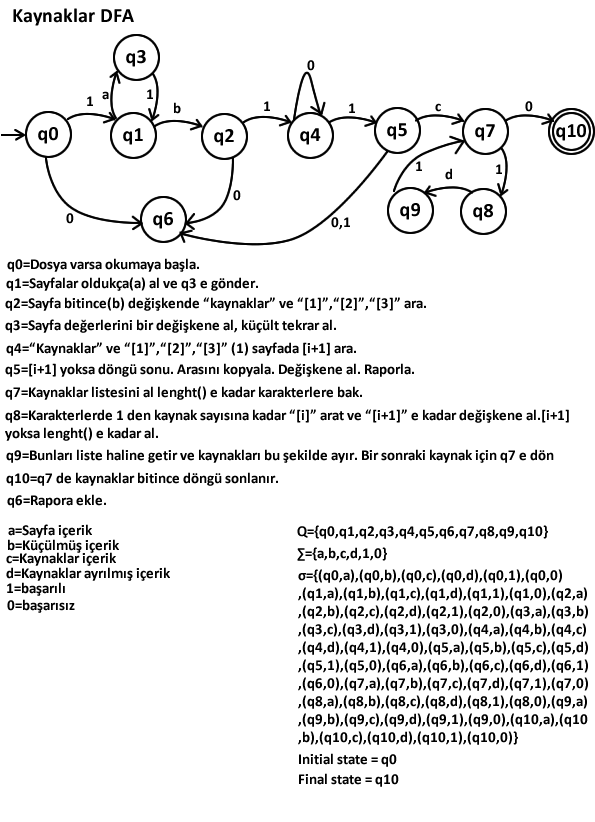 Kaynaklar DFA
q3
0
a
1
1
b
1
1
c
0
q0
q1
q2
q4
q5
q7
q10
1
1
d
0
0
q6
0,1
q9
q8
q0=Dosya varsa okumaya başla.
q1=Sayfalar oldukça(a) al ve q3 e gönder.
q2=Sayfa bitince(b) değişkende “kaynaklar” ve “[1]”,“[2]”,“[3]” ara.
q3=Sayfa değerlerini bir değişkene al, küçült tekrar al.
q4=“Kaynaklar” ve “[1]”,“[2]”,“[3]” (1) sayfada [i+1] ara.
q5=[i+1] yoksa döngü sonu. Arasını kopyala. Değişkene al. Raporla.
q7=Kaynaklar listesini al lenght() e kadar karakterlere bak.
q8=Karakterlerde 1 den kaynak sayısına kadar “[i]” arat ve “[i+1]” e kadar değişkene al.[i+1]
yoksa lenght() e kadar al.
q9=Bunları liste haline getir ve kaynakları bu şekilde ayır. Bir sonraki kaynak için q7 e dön
q10=q7 de kaynaklar bitince döngü sonlanır.
q6=Rapora ekle.
a=Sayfa içerik
b=Küçülmüş içerik
c=Kaynaklar içerik
d=Kaynaklar ayrılmış içerik
1=başarılı
0=başarısız
Q={q0,q1,q2,q3,q4,q5,q6,q7,q8,q9,q10}
∑={a,b,c,d,1,0}
σ={(q0,a),(q0,b),(q0,c),(q0,d),(q0,1),(q0,0)
,(q1,a),(q1,b),(q1,c),(q1,d),(q1,1),(q1,0),(q2,a)
,(q2,b),(q2,c),(q2,d),(q2,1),(q2,0),(q3,a),(q3,b)
,(q3,c),(q3,d),(q3,1),(q3,0),(q4,a),(q4,b),(q4,c)
,(q4,d),(q4,1),(q4,0),(q5,a),(q5,b),(q5,c),(q5,d)
,(q5,1),(q5,0),(q6,a),(q6,b),(q6,c),(q6,d),(q6,1)
,(q6,0),(q7,a),(q7,b),(q7,c),(q7,d),(q7,1),(q7,0)
,(q8,a),(q8,b),(q8,c),(q8,d),(q8,1),(q8,0),(q9,a)
,(q9,b),(q9,c),(q9,d),(q9,1),(q9,0),(q10,a),(q10
,b),(q10,c),(q10,d),(q10,1),(q10,0)}
Initial state = q0
Final state = q10